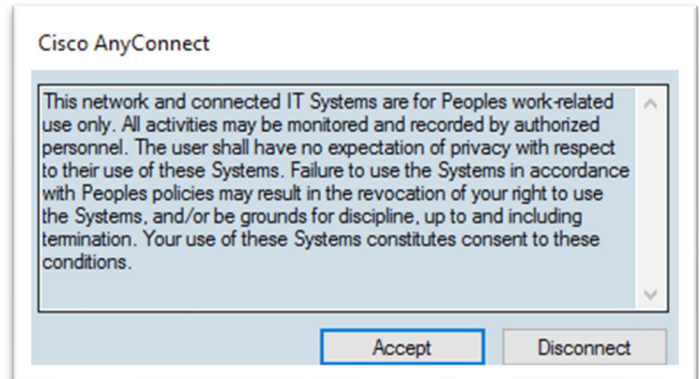 Cisco AnyConnect
This network and connected IT Systems are for Peoples work-related
use only. All activities may be monitored and recorded by authorized
personnel. The user shall have no expectation of privacy with respect
to their use of these Systems. Failure to use the Systems in accordance
with Peoples policies may result in the revocation of your right to use
the Systems, and/or be grounds for discipline, up to and including
termination. Your use of these Systems constitutes consent to these
conditions.
Accept Disconnect